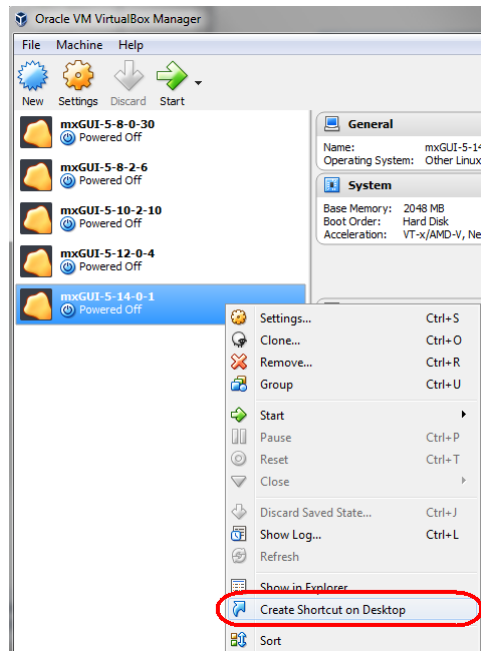 Oracle VM VirtualBox Manager
File Machine Help
New Settings Discard Start
mxGUI-5-8-0-30
Powered Off
mxGUI-5-8-2-6
Powered Off
mxGUI-5-10-2-10
Powered Off
mxGUI-5-12-0-4
Powered Off
mxGUI-5-14-0-1
Powered Off
General
Name: mxGUI-5-14
Operating System: Other Linux
System
Base Memory: 2048 MB
Boot Order: Hard Disk
Acceleration: VT-x/AMD-V, Ne
Settings... Ctrl+S
Clone... Ctrl+O
Remove... Ctrl+R
Group Ctrl+U
Start
Pause Ctrl+P
Reset Ctrl+T
Close
Discard Saved State... Ctrl+J
Show Log... Ctrl+L
Refresh
Show in Explorer
Create Shortcut on Desktop
Sort